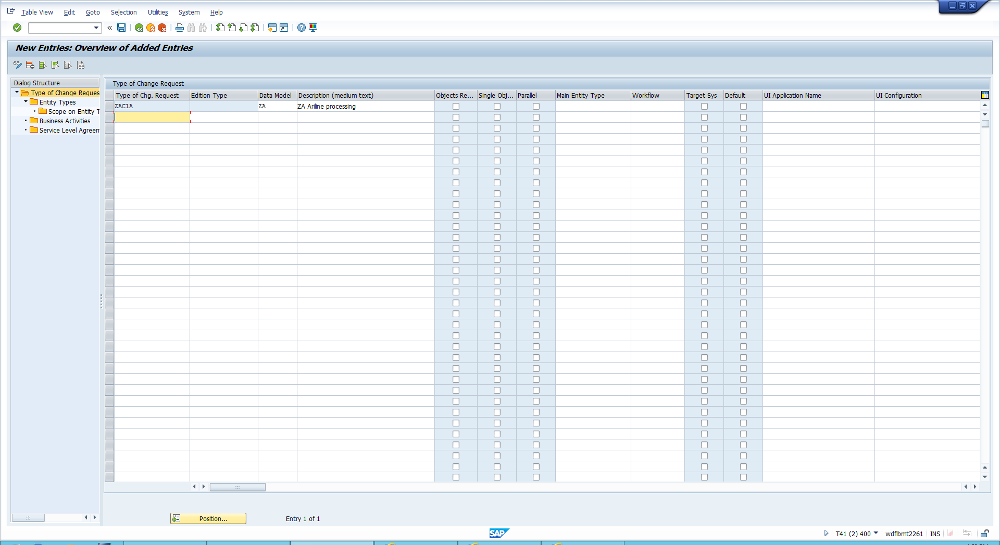 Table View Edit Goto Selection Utilities System Help
New Entries: Overview of Added Entries
Dialog Structure
Type of Change Reques
Entity Types
Scope on Entity T
Business Activities
Service Level Agreem
Type of Change Request
Type of Chg. Request Edition Type Data Model Description (medium text) Objects Re... Single Obj... Parallel Main Entity Type Workflow Target Sys Default UI Application Name UI Configuration
ZAC1A ZA ZA Ariline processing
Position... Entry 1 of 1
SAP
T41 (2) 400 wdflbmt2261 INS